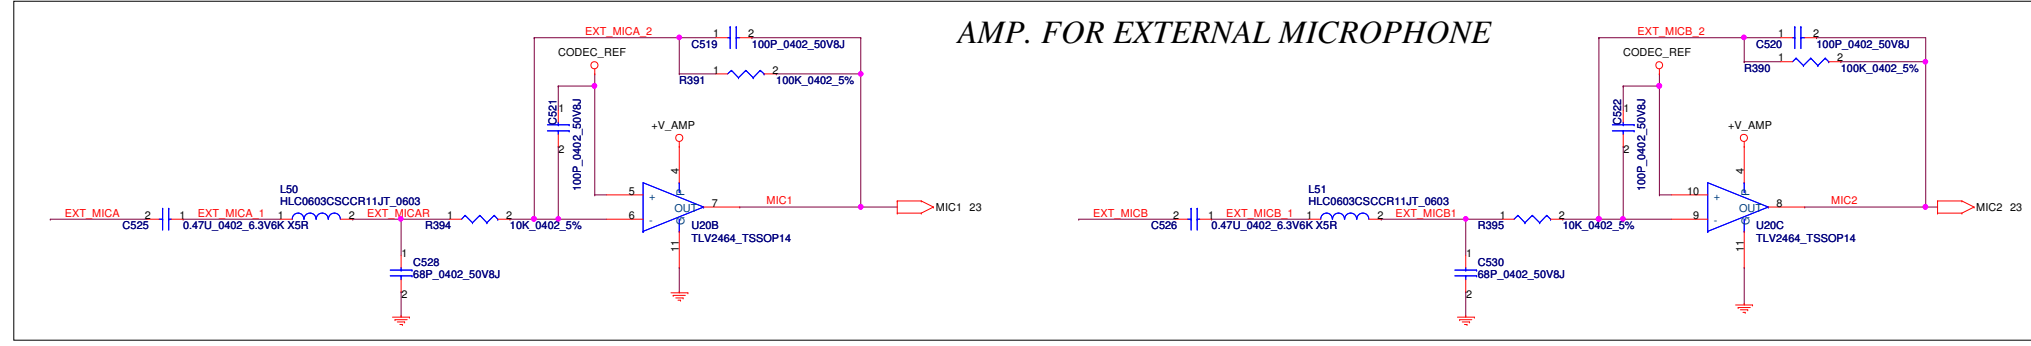 AMP. FOR EXTERNAL MICROPHONE
EXT_MICA_2
1 2
C519 100P_0402_50V8J
CODEC_REF
1 2
R391 100K_0402_5%
C521
1
2
100P_0402_50V8J
+V_AMP
4
5
+
P
OUT
7
MIC1
MIC1 23
6
-
G
11
U20B
TLV2464_TSSOP14
EXT_MICA
2 1
C525
EXT_MICA_1
0.47U_0402_6.3V6K X5R
L50
HLC0603CSCCR11JT_0603
1 2
EXT_MICAR
1 2
R394
10K_0402_5%
1
C528
68P_0402_50V8J
2
EXT_MICB_2
1 2
C520 100P_0402_50V8J
CODEC_REF
1 2
R390 100K_0402_5%
C522
1
2
100P_0402_50V8J
+V_AMP
4
10
+
P
OUT
8
MIC2
MIC2 23
9
-
G
11
U20C
TLV2464_TSSOP14
EXT_MICB
2 1
C526
EXT_MICB_1
0.47U_0402_6.3V6K X5R
L51
HLC0603CSCCR11JT_0603
1 2
EXT_MICB1
1 2
R395
10K_0402_5%
1
C530
68P_0402_50V8J
2